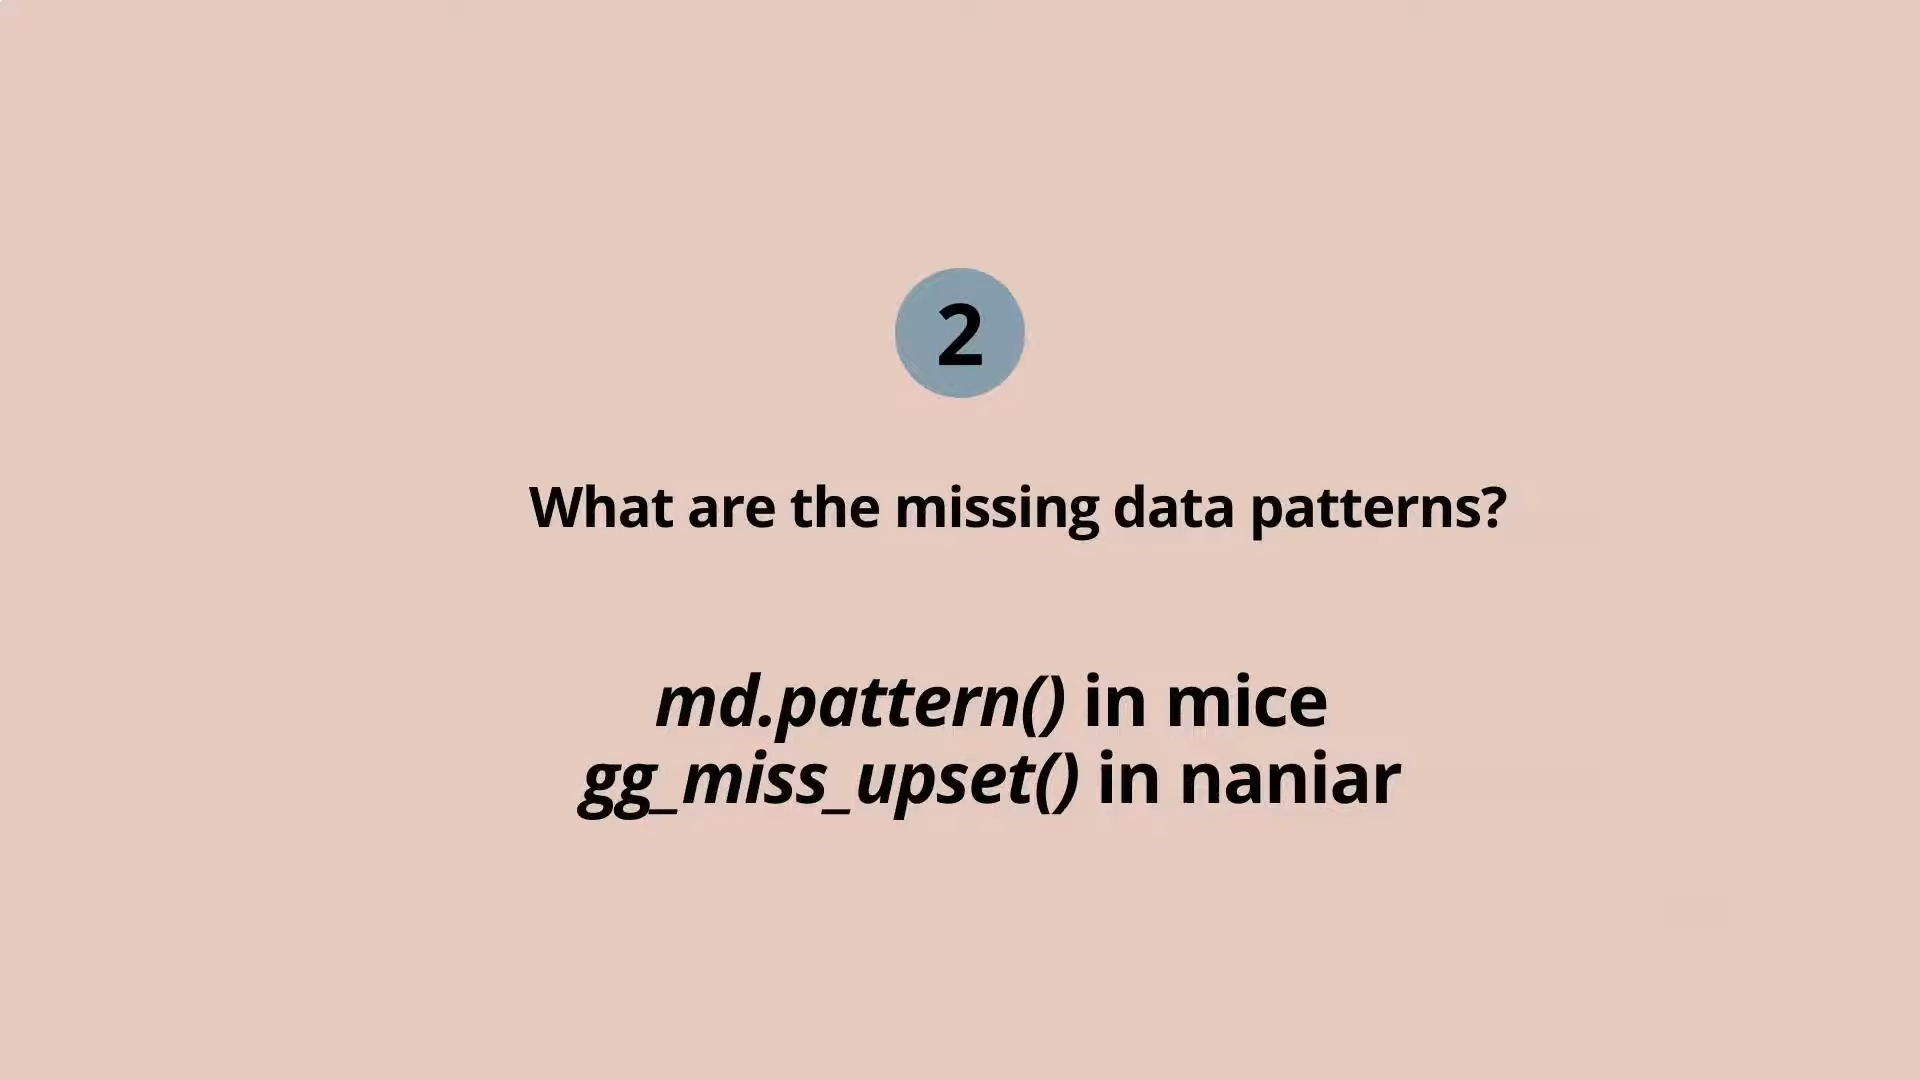 2
What are the missing data patterns?
md.pattern() in mice
gg_miss_upset() in naniar